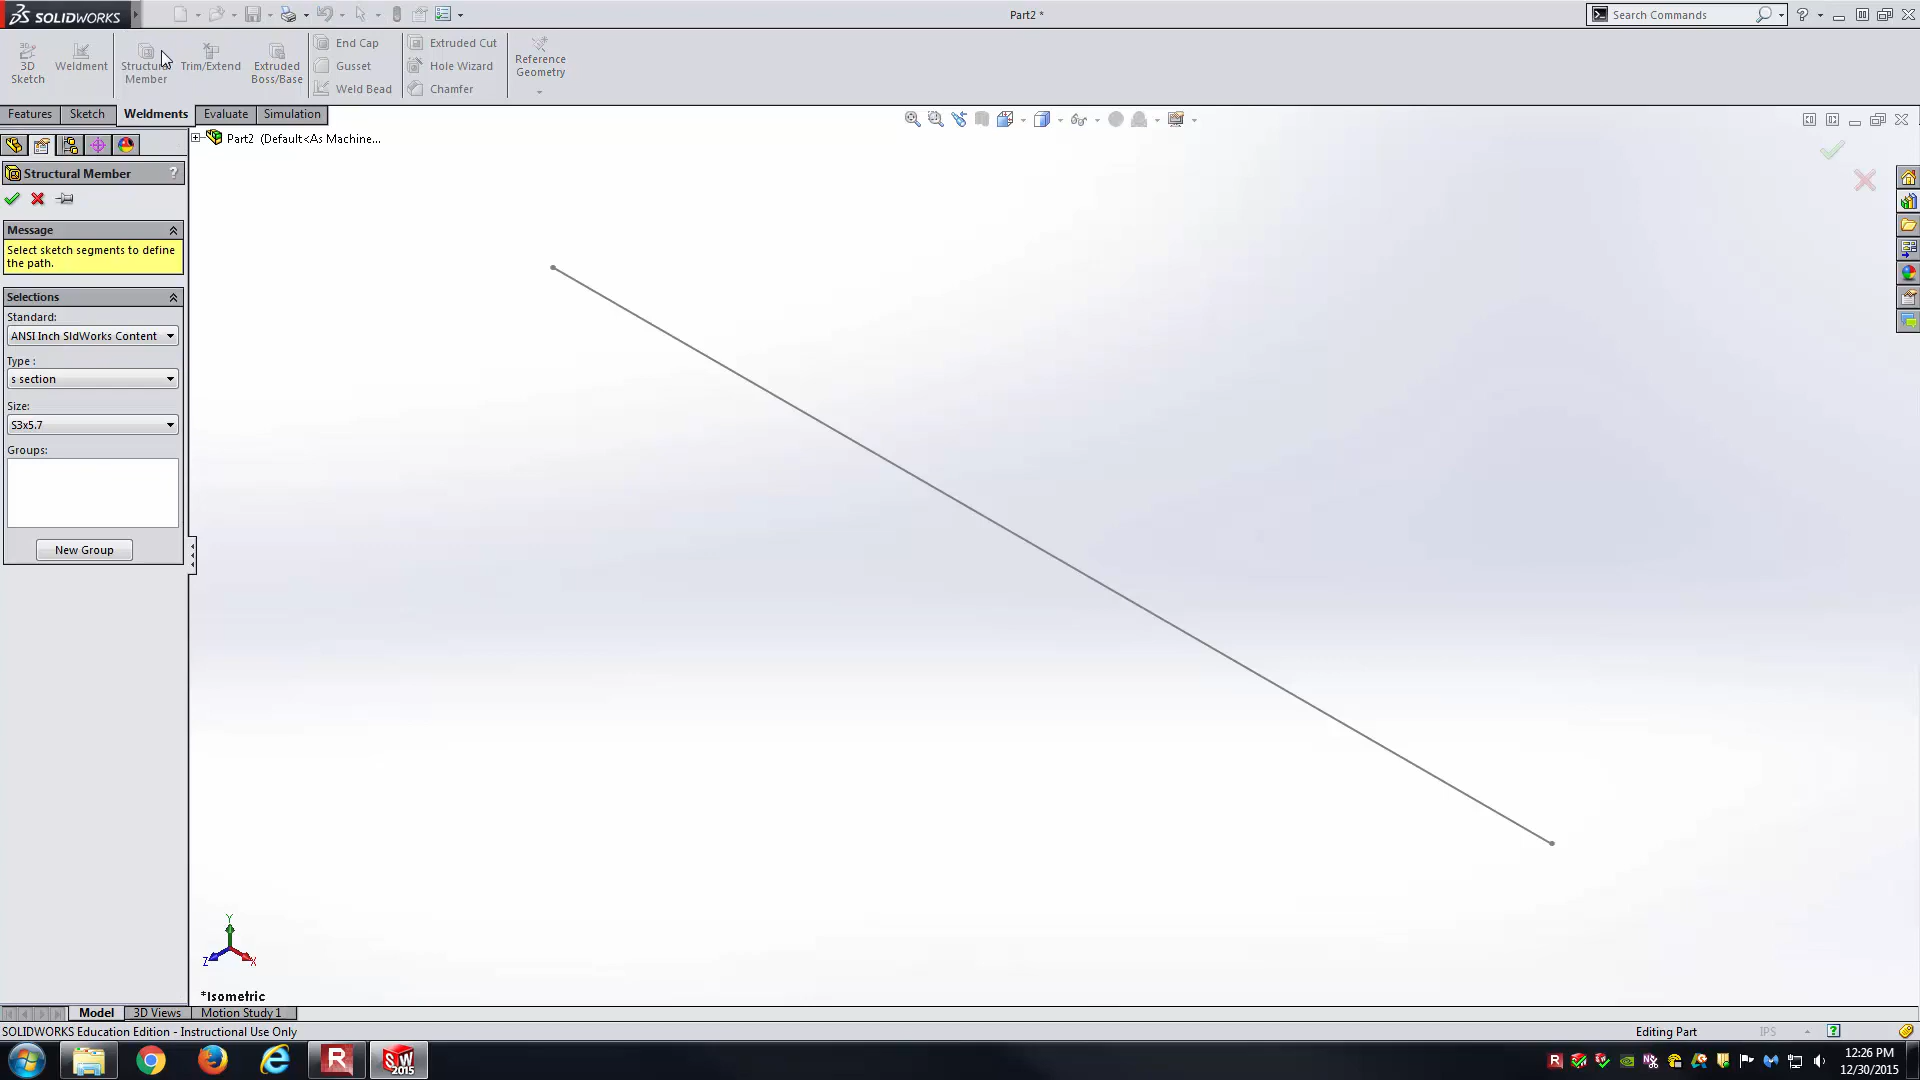 SOLIDWORKS
Part2 *
Search Commands
3D Sketch
Weldment
Structural Member
Trim/Extend
Extruded Boss/Base
End Cap
Gusset
Weld Bead
Extruded Cut
Hole Wizard
Chamfer
Reference Geometry
Features
Sketch
Weldments
Evaluate
Simulation
Part2 (Default<As Machine...
Structural Member
?
Message
Select sketch segments to define
the path.
Selections
Standard:
ANSI Inch SldWorks Content
Type :
s section
Size:
S3x5.7
Groups:
New Group
Y
Z
X
*Isometric
Model
3D Views
Motion Study 1
SOLIDWORKS Education Edition - Instructional Use Only
Editing Part
IPS
12:26 PM
12/30/2015